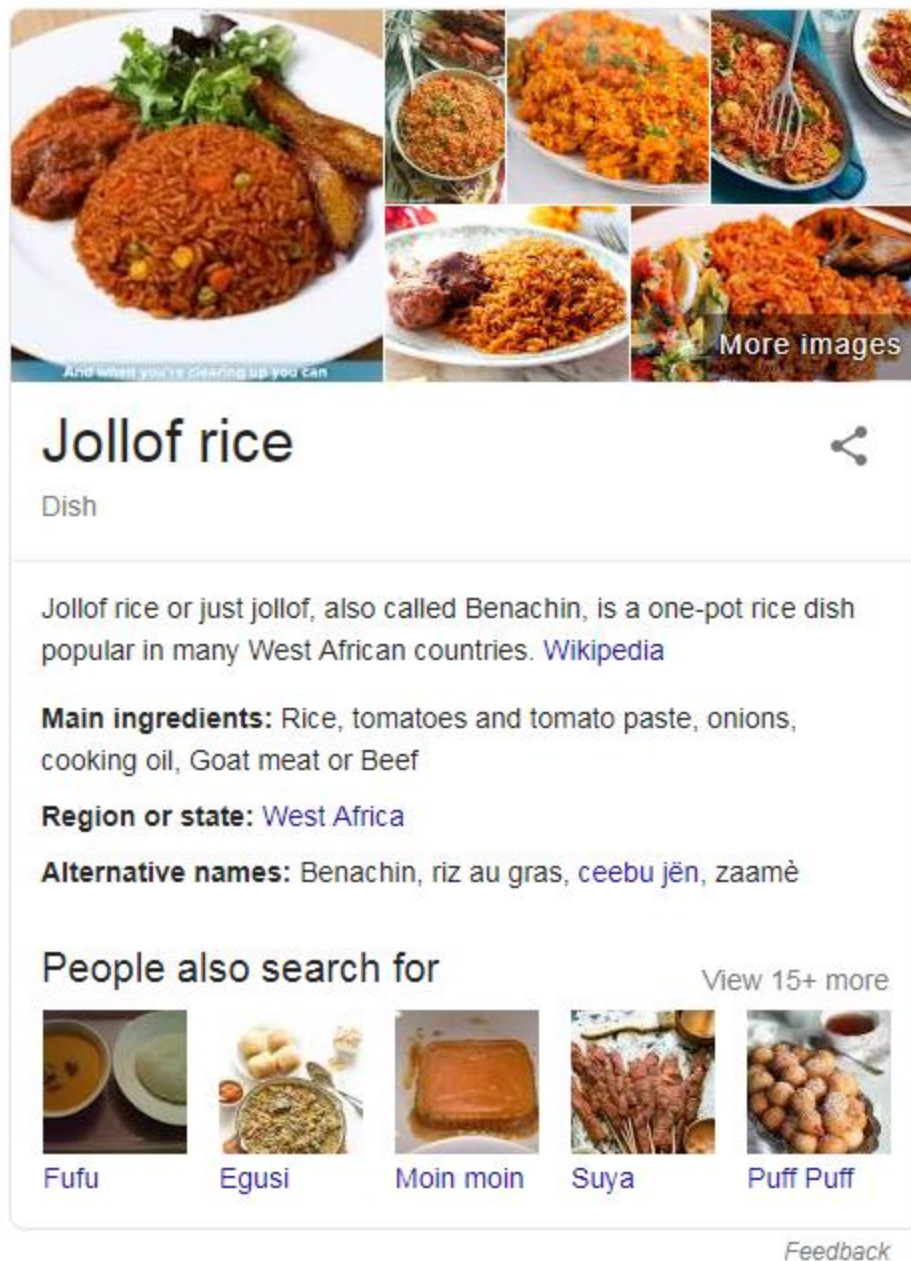 And when you're clearing up you can
More images
Jollof rice
Dish
Jollof rice or just jollof, also called Benachin, is a one-pot rice dish
popular in many West African countries. Wikipedia
Main ingredients: Rice, tomatoes and tomato paste, onions,
cooking oil, Goat meat or Beef
Region or state: West Africa
Alternative names: Benachin, riz au gras, ceebu jën, zaamè
People also search for
View 15+ more
Fufu Egusi Moin moin Suya Puff Puff
Feedback